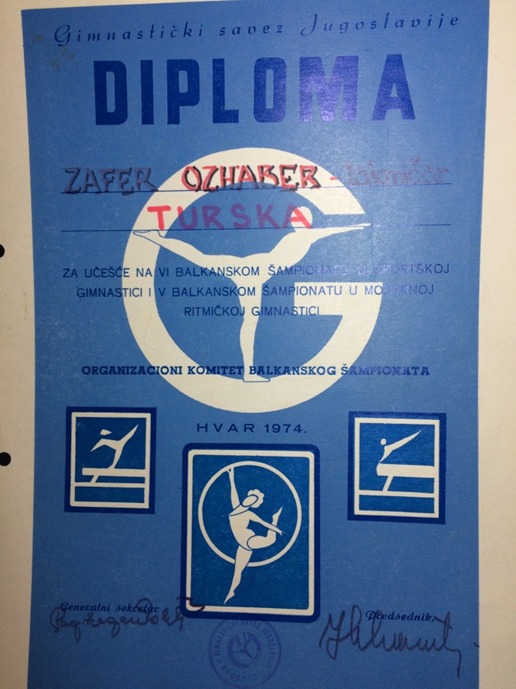 Gimnastički savez Jugoslavije
DIPLOMA
ZAFER OZHABER -
TURSKA
ZA UČEŠĆE NA VI BALKANSKOM ŠAMPIONATU U SPORTSKOJ
GIMNASTICI I V BALKANSKOM ŠAMPIONATU U MODERNOJ
RITMIČKOJ GIMNASTICI
ORGANIZACIONI KOMITET BALKANSKOG ŠAMPIONATA
HVAR 1974.
Generalni sekretar
Predsednik